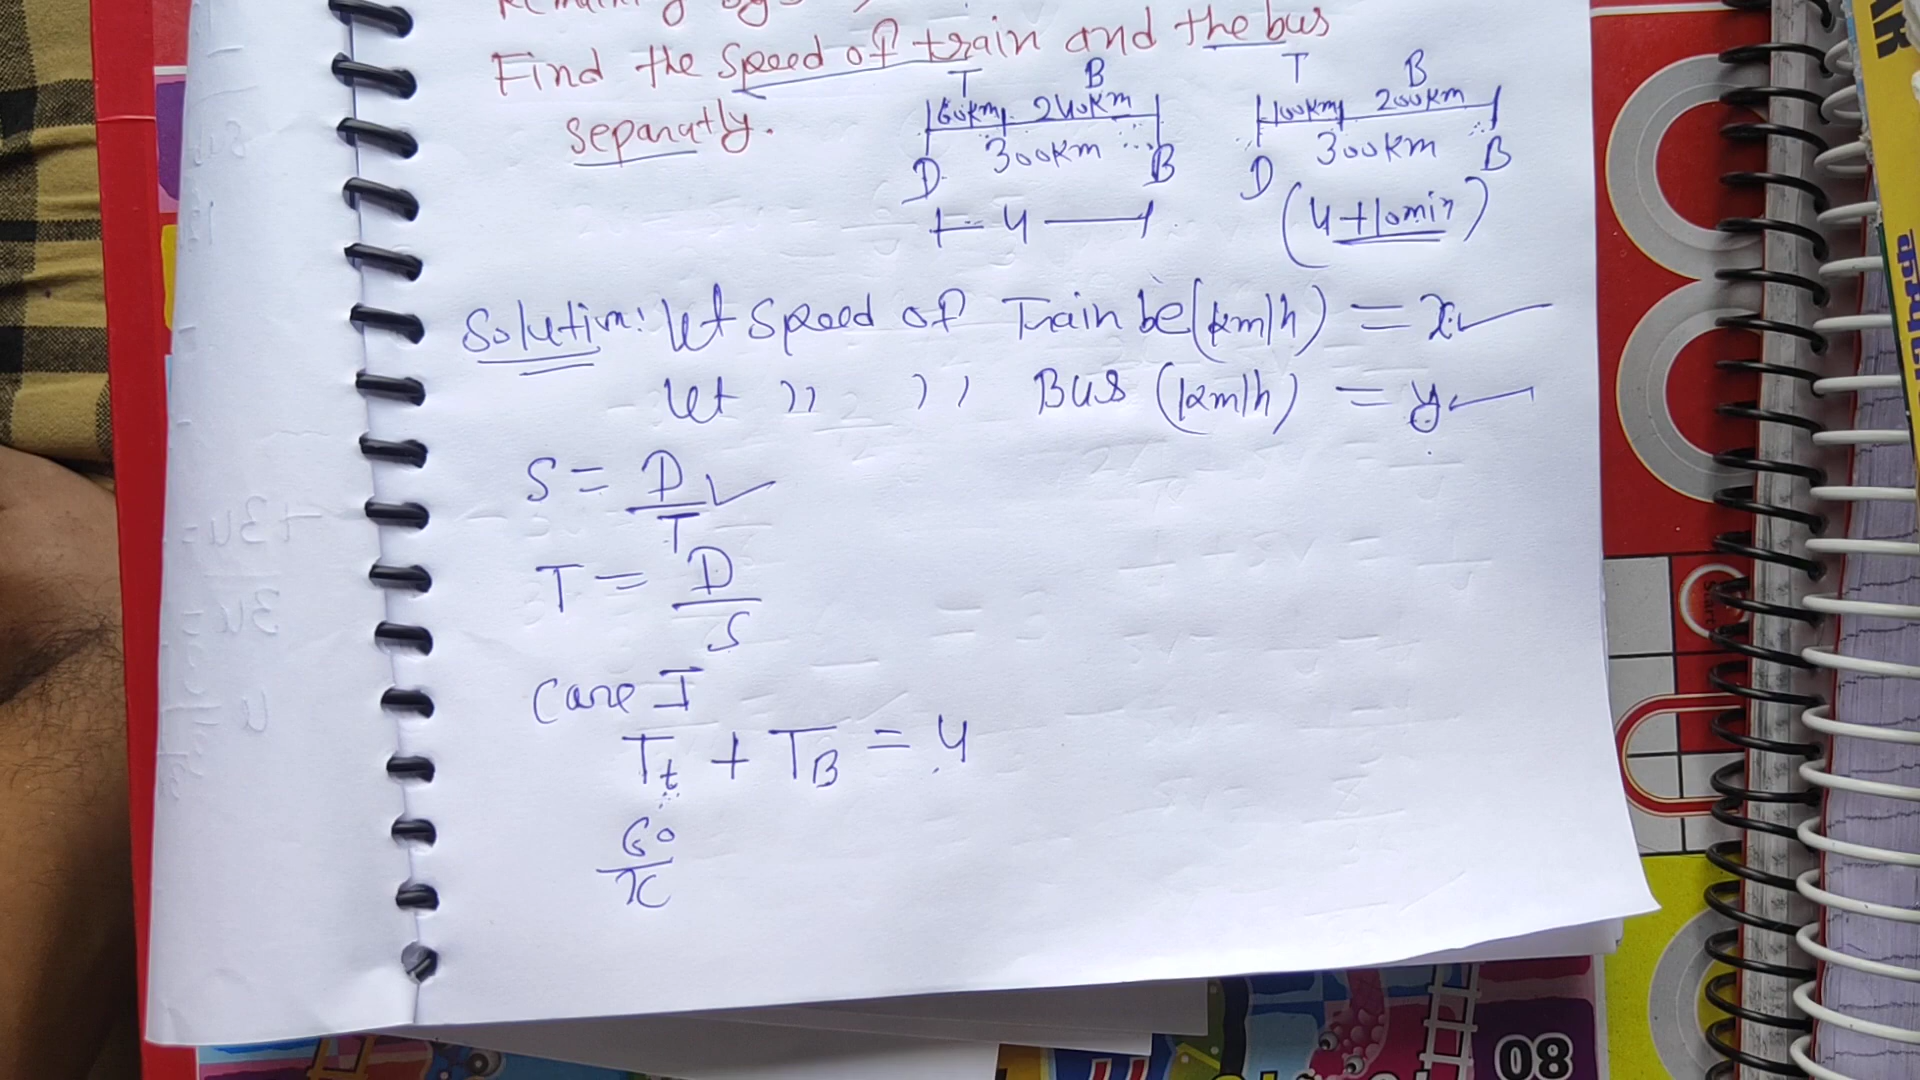 Find the speed of train and the bus
separatly.
T B T B
60km 240km 100km 200km
300km 300km
D B D B
4 (4+10min)
Solution: let speed of Train be (km/h) = x
let ,, ,, Bus (km/h) = y
S = D/T
T = D/S
Case I
Tt + TB = 4
60/x
08